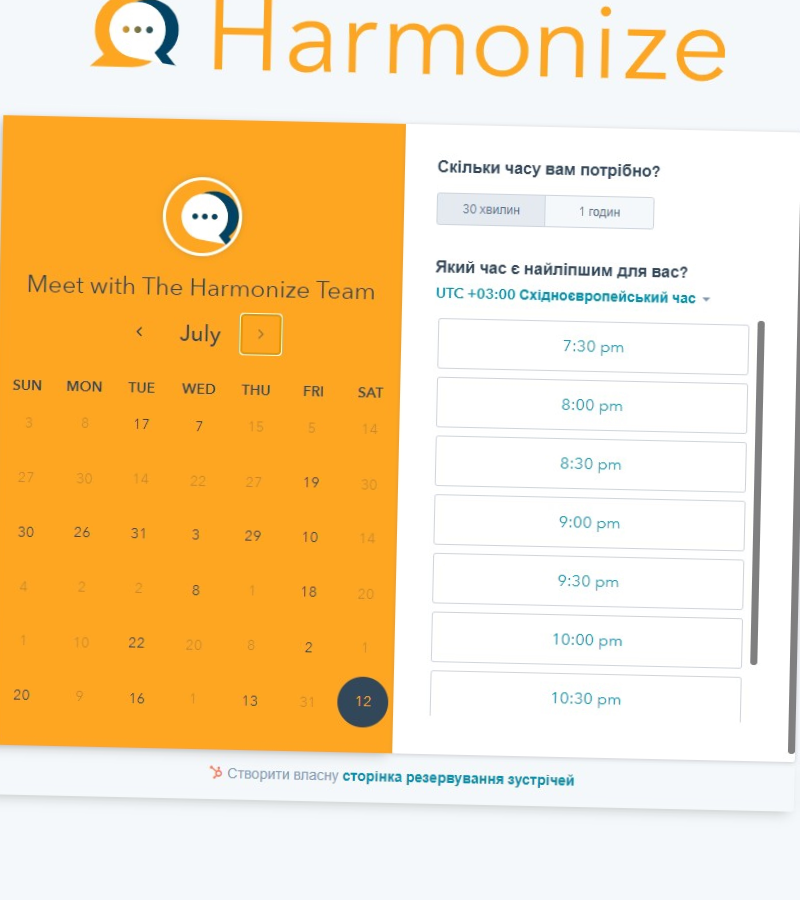 Harmonize
Meet with The Harmonize Team
July
SUN MON TUE WED THU FRI SAT
3 8 17 7 15 5 14
27 30 14 22 27 19 30
30 26 31 3 29 10 14
4 2 2 8 1 18 20
1 10 22 20 8 2 1
20 9 16 1 13 31 12
Скільки часу вам потрібно?
30 хвилин 1 годин
Який час є найліпшим для вас?
UTC +03:00 Східноєвропейський час
7:30 pm
8:00 pm
8:30 pm
9:00 pm
9:30 pm
10:00 pm
10:30 pm
Створити власну сторінка резервування зустрічей